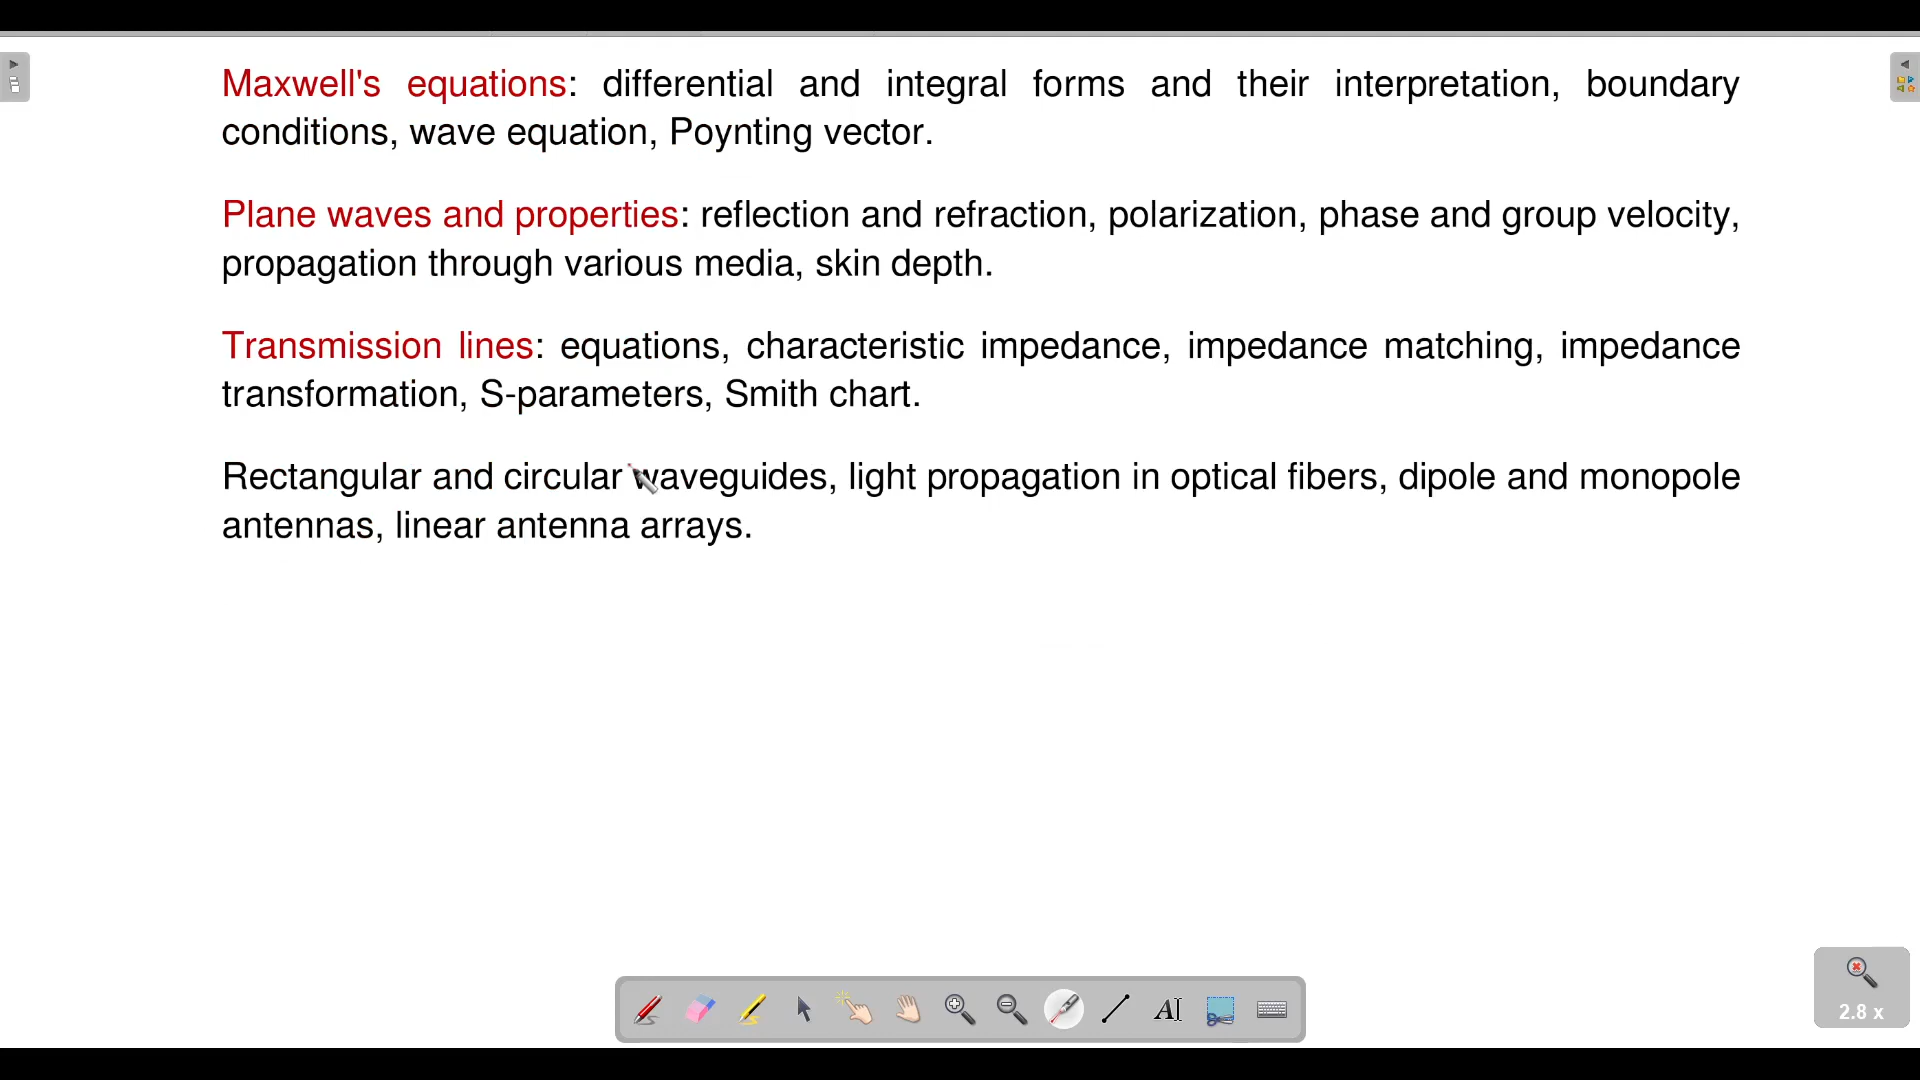 Maxwell's equations: differential and integral forms and their interpretation, boundary
conditions, wave equation, Poynting vector.
Plane waves and properties: reflection and refraction, polarization, phase and group velocity,
propagation through various media, skin depth.
Transmission lines: equations, characteristic impedance, impedance matching, impedance
transformation, S-parameters, Smith chart.
Rectangular and circular waveguides, light propagation in optical fibers, dipole and monopole
antennas, linear antenna arrays.
AI
2.8 x